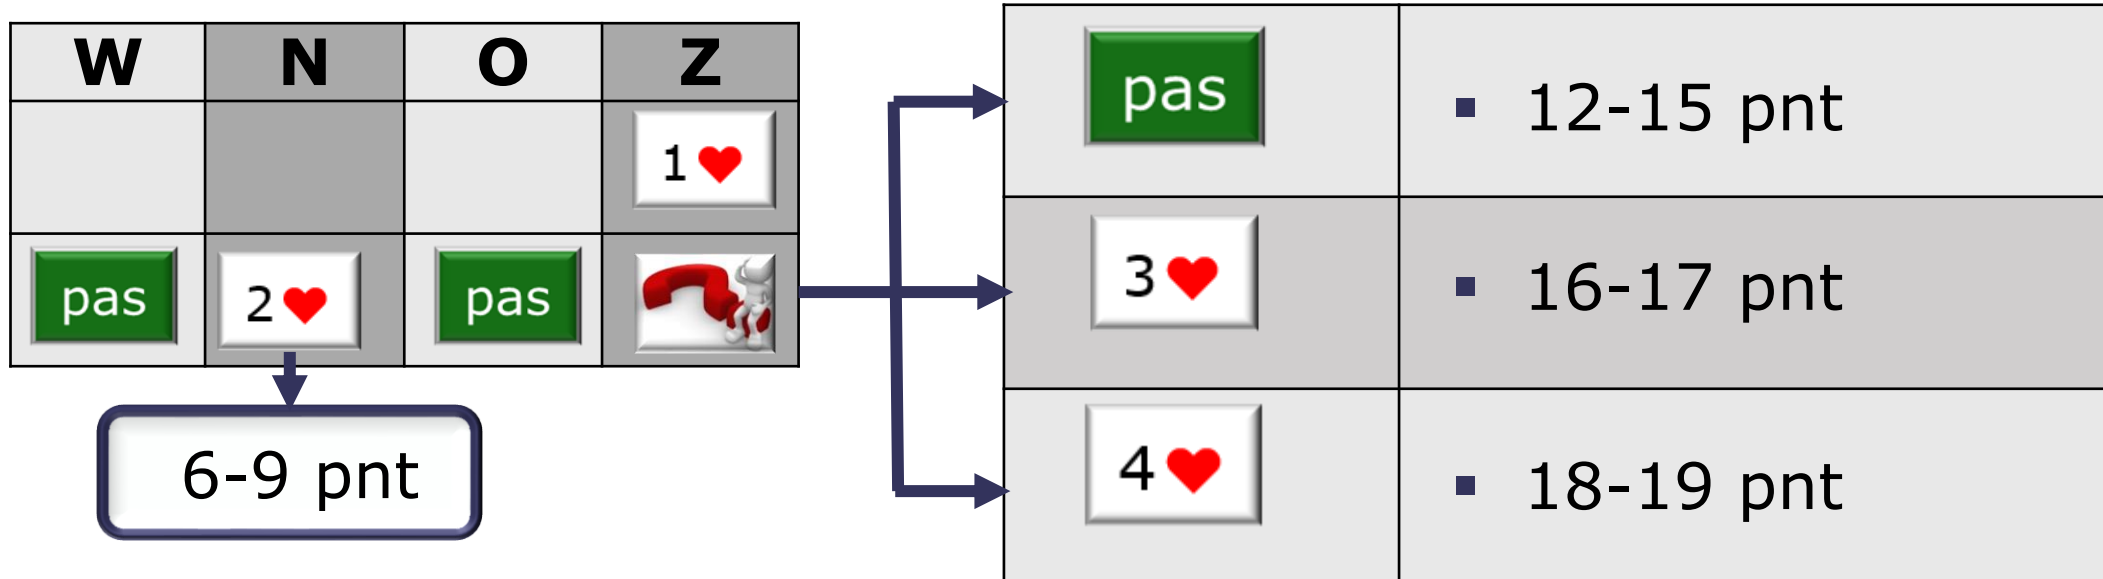 W N O Z
1♥
pas 2♥ pas
6-9 pnt
pas ▪ 12-15 pnt
3♥ ▪ 16-17 pnt
4♥ ▪ 18-19 pnt